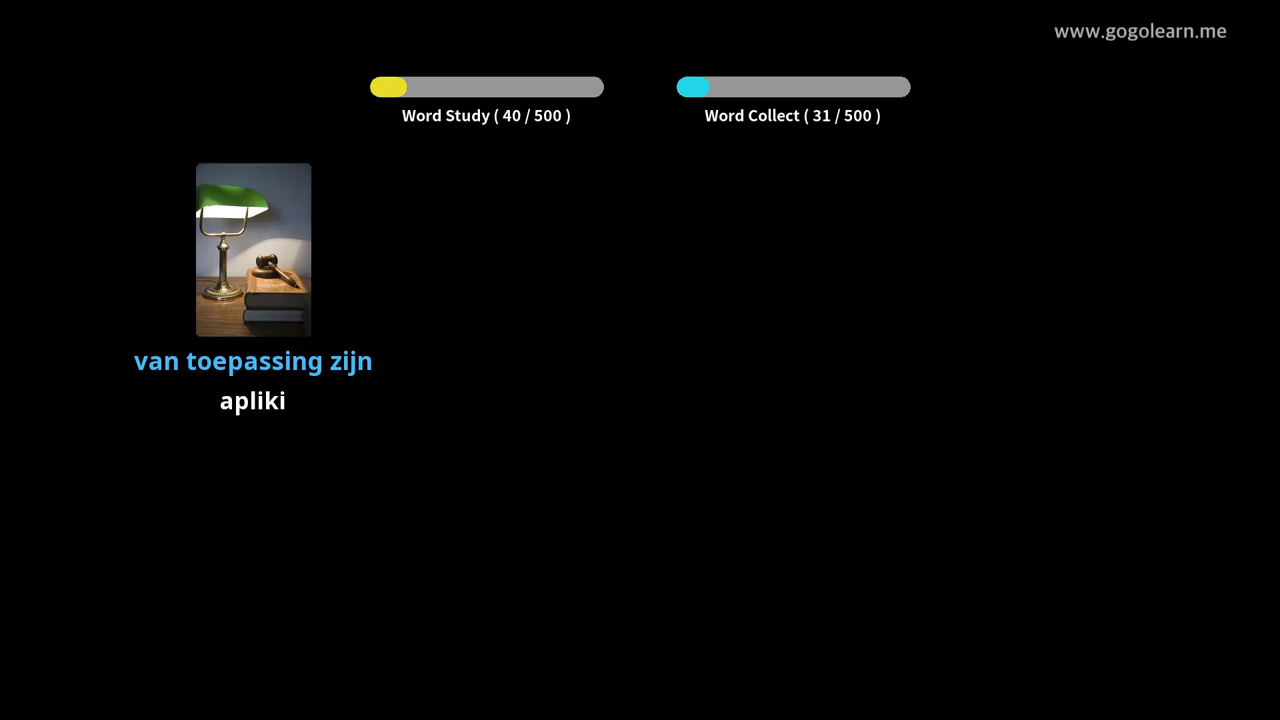 www.gogolearn.me
Word Study ( 40 / 500 )
Word Collect ( 31 / 500 )
van toepassing zijn
apliki